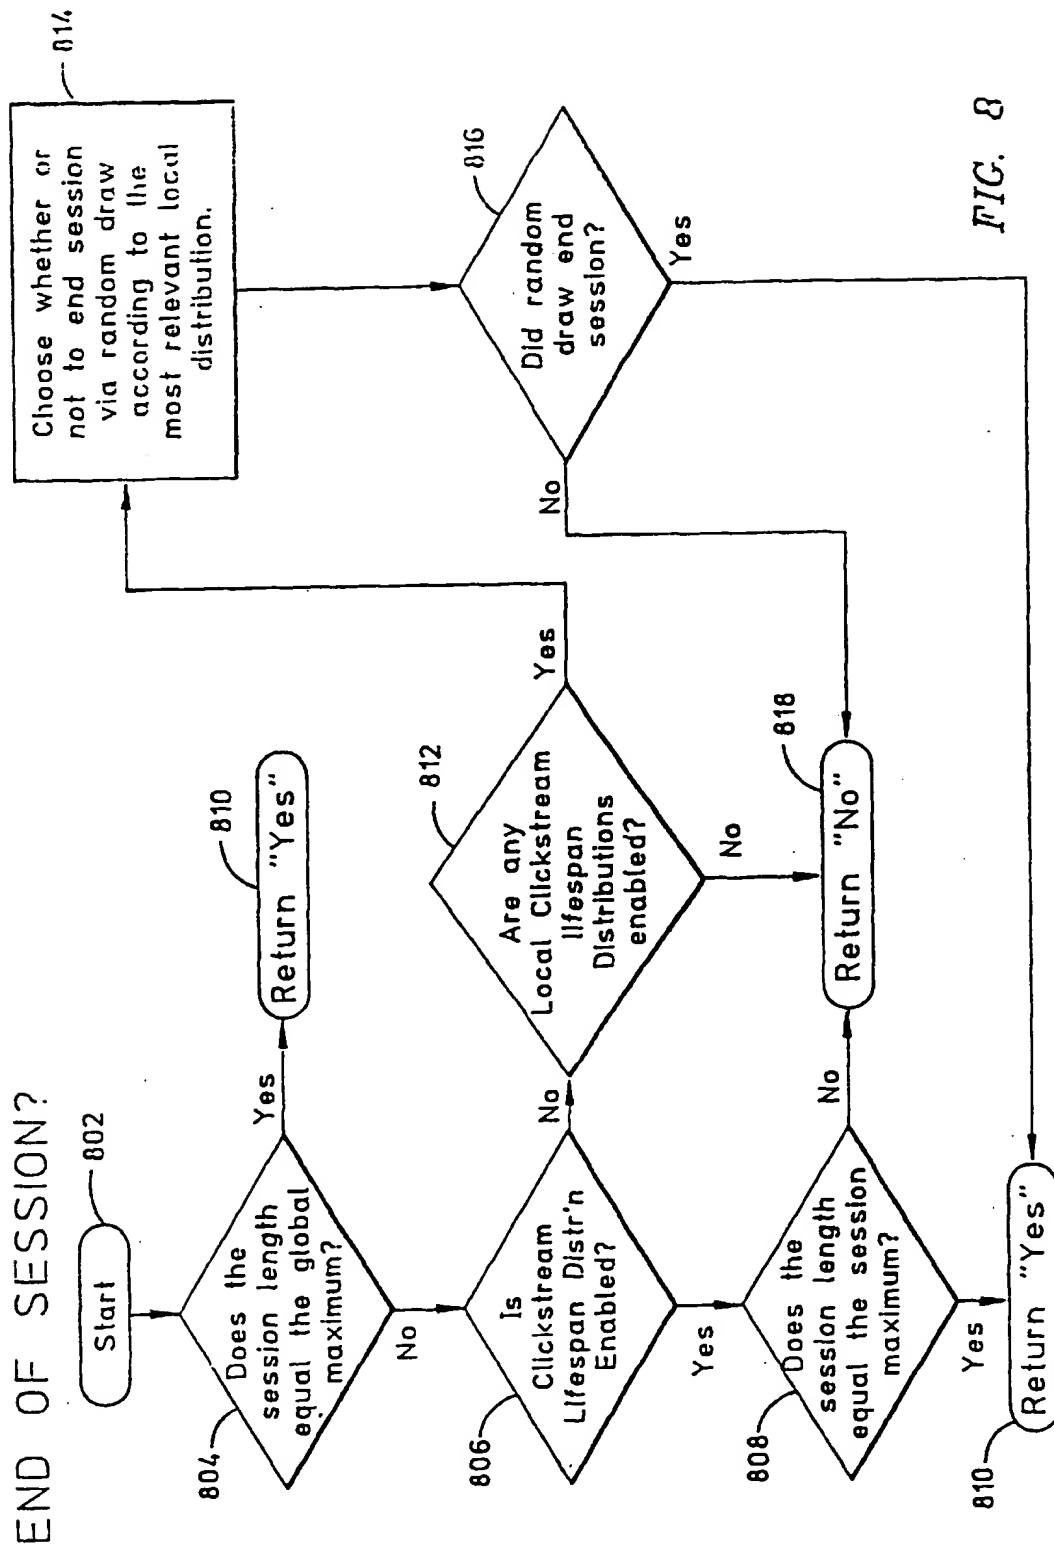 END OF SESSION?
Start
802
Does the
session length
equal the global
maximum?
804
Yes
Return "Yes"
810
No
Is
Clickstream
Lifespan Distr'n
Enabled?
806
No
Are any
Local Clickstream
lifespan
Distributions
enabled?
812
Yes
Choose whether or
not to end session
via random draw
according to the
most relevant local
distribution.
814
Did random
draw end
session?
816
No
Yes
No
Return "No"
818
Yes
Does the
session length
equal the session
maximum?
808
No
Yes
Return "Yes"
810
FIG. 8